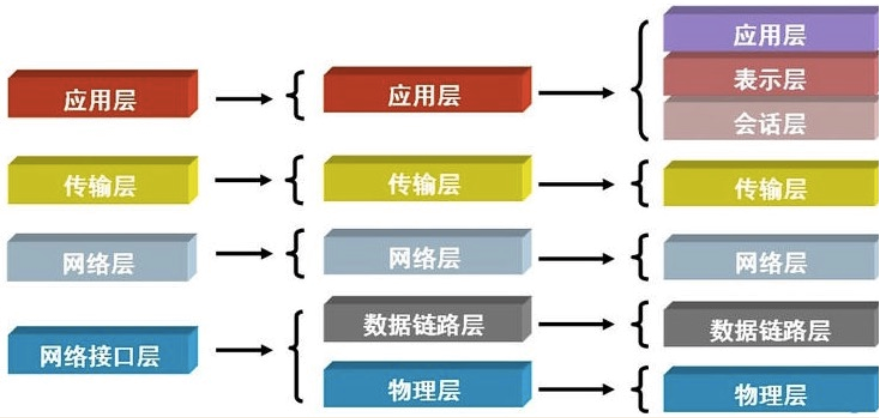 应用层
传输层
网络层
网络接口层
应用层
传输层
网络层
数据链路层
物理层
应用层
表示层
会话层
传输层
网络层
数据链路层
物理层